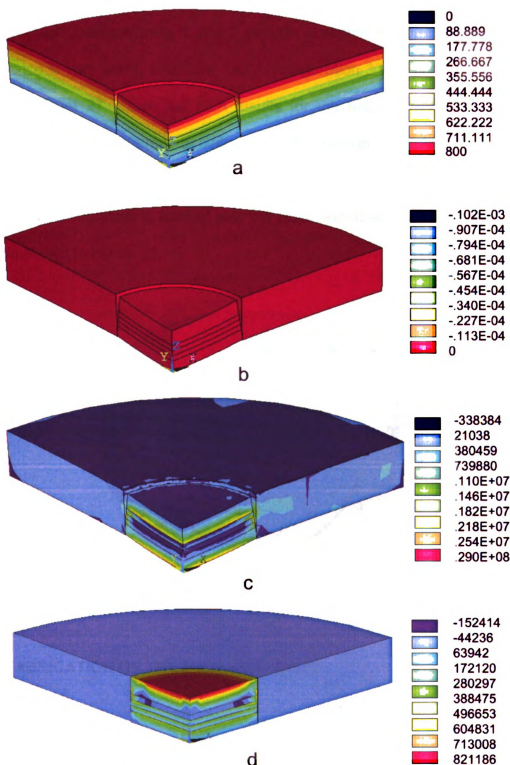 0
88.889
177.778
266.667
355.556
444.444
533.333
622.222
711.111
800
Y
a
-.102E-03
-.907E-04
-.794E-04
-.681E-04
-.567E-04
-.454E-04
-.340E-04
-.227E-04
-.113E-04
0
Z
Y
b
-338384
21038
380459
739880
.110E+07
.146E+07
.182E+07
.218E+07
.254E+07
.290E+08
c
-152414
-44236
63942
172120
280297
388475
496653
604831
713008
821186
d